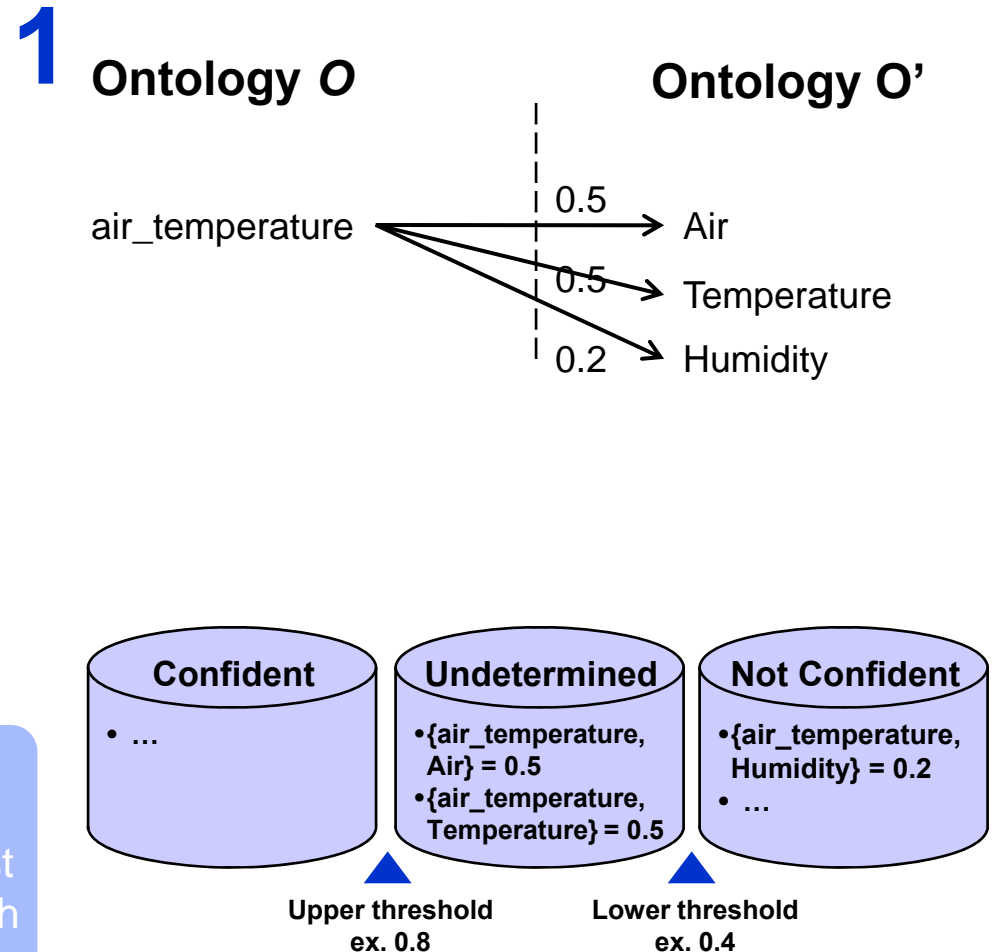 1
Ontology O
Ontology O’
0.5
air_temperature
Air
0.5
Temperature
0.2
Humidity
Confident
Undetermined
Not Confident
• …
•{air_temperature,
Air} = 0.5
•{air_temperature,
Temperature} = 0.5
•{air_temperature,
Humidity} = 0.2
• …
Upper threshold
ex. 0.8
Lower threshold
ex. 0.4